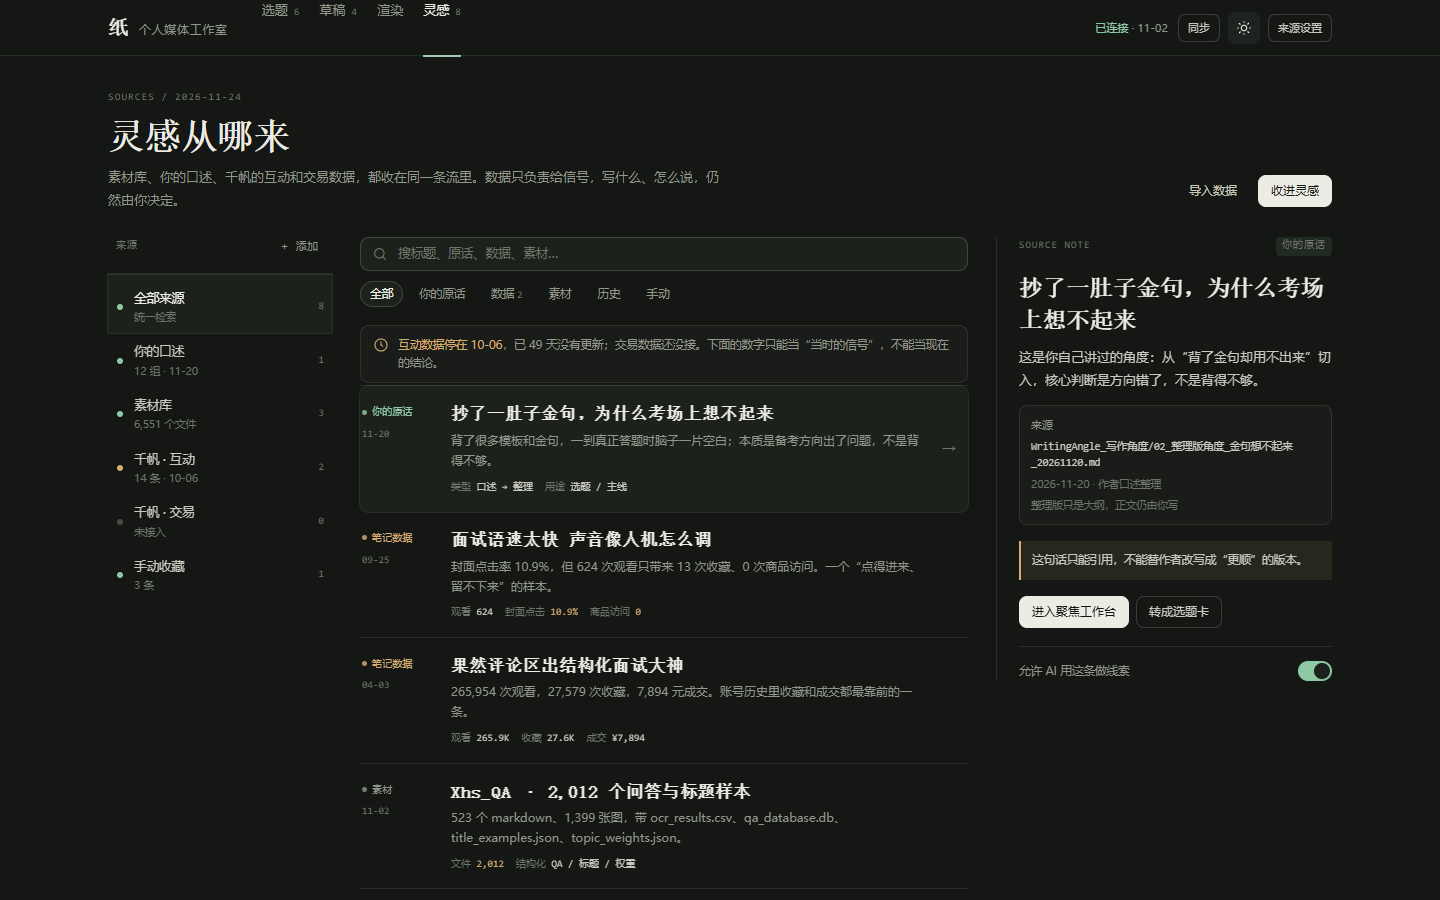 纸 个人媒体工作室 选题 6 草稿 4 渲染 灵感 8 已连接 · 11-02 同步 来源设置
SOURCES / 2026-11-24
灵感从哪来
素材库、你的口述、千帆的互动和交易数据，都收在同一条流里。数据只负责给信号，写什么、怎么说，仍
然由你决定。
导入数据 收进灵感
来源 + 添加
全部来源 8
统一检索
你的口述 1
12 组 · 11-20
素材库 3
6,551 个文件
千帆 · 互动 2
14 条 · 10-06
千帆 · 交易 0
未接入
手动收藏 1
3 条
搜标题、原话、数据、素材...
全部 你的原话 数据 2 素材 历史 手动
互动数据停在 10-06，已 49 天没有更新；交易数据还没接。下面的数字只能当“当时的信号”，不能当现在
的结论。
你的原话
11-20
抄了一肚子金句，为什么考场上想不起来
背了很多模板和金句，一到真正答题时脑子一片空白；本质是备考方向出了问题，不是背
得不够。
→
类型 口述 → 整理 用途 选题 / 主线
笔记数据
09-25
面试语速太快 声音像人机怎么调
封面点击率 10.9%，但 624 次观看只带来 13 次收藏、0 次商品访问。一个“点得进来、
留不下来”的样本。
观看 624 封面点击 10.9% 商品访问 0
笔记数据
04-03
果然评论区出结构化面试大神
265,954 次观看，27,579 次收藏，7,894 元成交。账号历史里收藏和成交都最靠前的一
条。
观看 265.9K 收藏 27.6K 成交 ¥7,894
素材
11-02
Xhs_QA · 2,012 个问答与标题样本
523 个 markdown、1,399 张图，带 ocr_results.csv、qa_database.db、
title_examples.json、topic_weights.json。
文件 2,012 结构化 QA / 标题 / 权重
SOURCE NOTE 你的原话
抄了一肚子金句，为什么考场
上想不起来
这是你自己讲过的角度：从“背了金句却用不出来”切
入，核心判断是方向错了，不是背得不够。
来源
WritingAngle_写作角度/02_整理版角度_金句想不起来
_20261120.md
2026-11-20 · 作者口述整理
整理版只是大纲，正文仍由你写
这句话只能引用，不能替作者改写成“更顺”的版本。
进入聚焦工作台 转成选题卡
允许 AI 用这条做线索